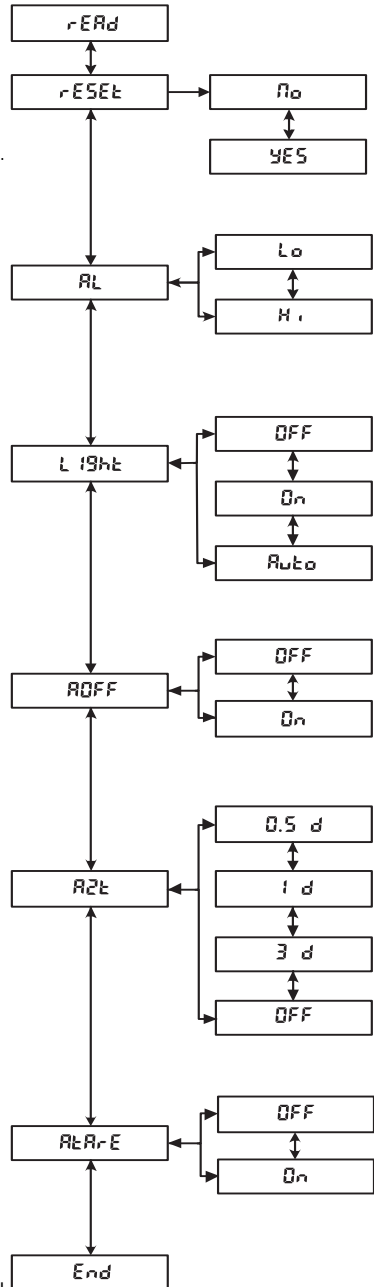 rEAd
rESEt
No
YES
AL
Lo
Hi
L19ht
OFF
On
Auto
AOFF
OFF
On
A2t
0.5 d
1 d
3 d
OFF
AtArE
OFF
On
End